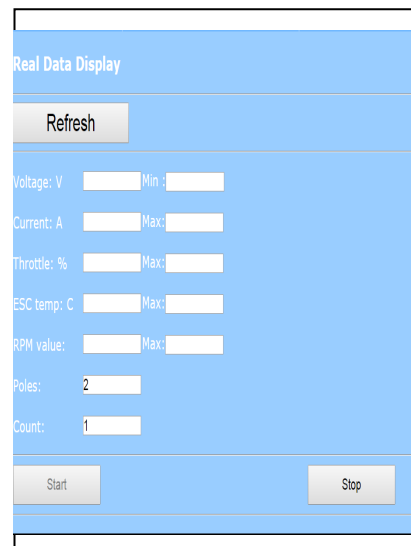 Real Data Display
Refresh
Voltage: V Min :
Current: A Max:
Throttle: % Max:
ESC temp: C Max:
RPM value: Max:
Poles: 2
Count: 1
Start Stop